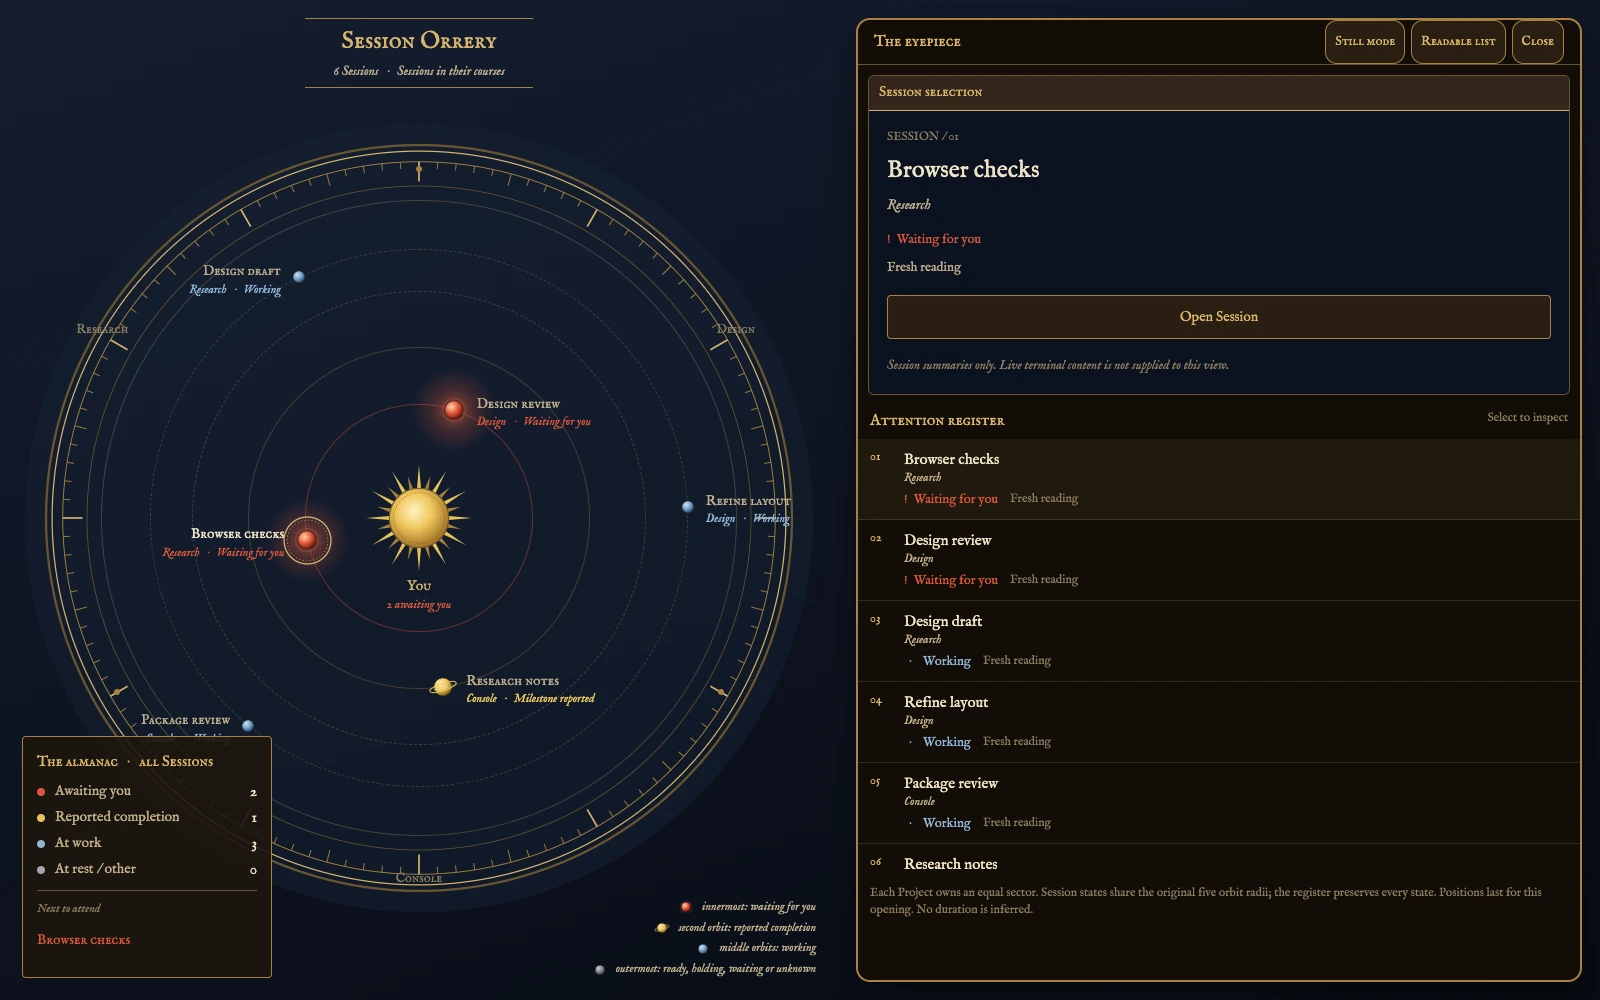 Session Orrery
6 Sessions · Sessions in their courses
Design draft
Research · Working
Research
Design
Design review
Design · Waiting for you
Refine layout
Design · Working
Browser checks
Research · Waiting for you
You
2 awaiting you
Research notes
Console · Milestone reported
Package review
The almanac · all Sessions
Awaiting you 2
Reported completion 1
At work 3
At rest / other 0
Next to attend
Browser checks
Console
innermost: waiting for you
second orbit: reported completion
middle orbits: working
outermost: ready, holding, waiting or unknown
The eyepiece
Still mode
Readable list
Close
Session selection
SESSION / 01
Browser checks
Research
! Waiting for you
Fresh reading
Open Session
Session summaries only. Live terminal content is not supplied to this view.
Attention register
Select to inspect
01 Browser checks
Research
! Waiting for you Fresh reading
02 Design review
Design
! Waiting for you Fresh reading
03 Design draft
Research
· Working Fresh reading
04 Refine layout
Design
· Working Fresh reading
05 Package review
Console
· Working Fresh reading
06 Research notes
Each Project owns an equal sector. Session states share the original five orbit radii; the register preserves every state. Positions last for this
opening. No duration is inferred.